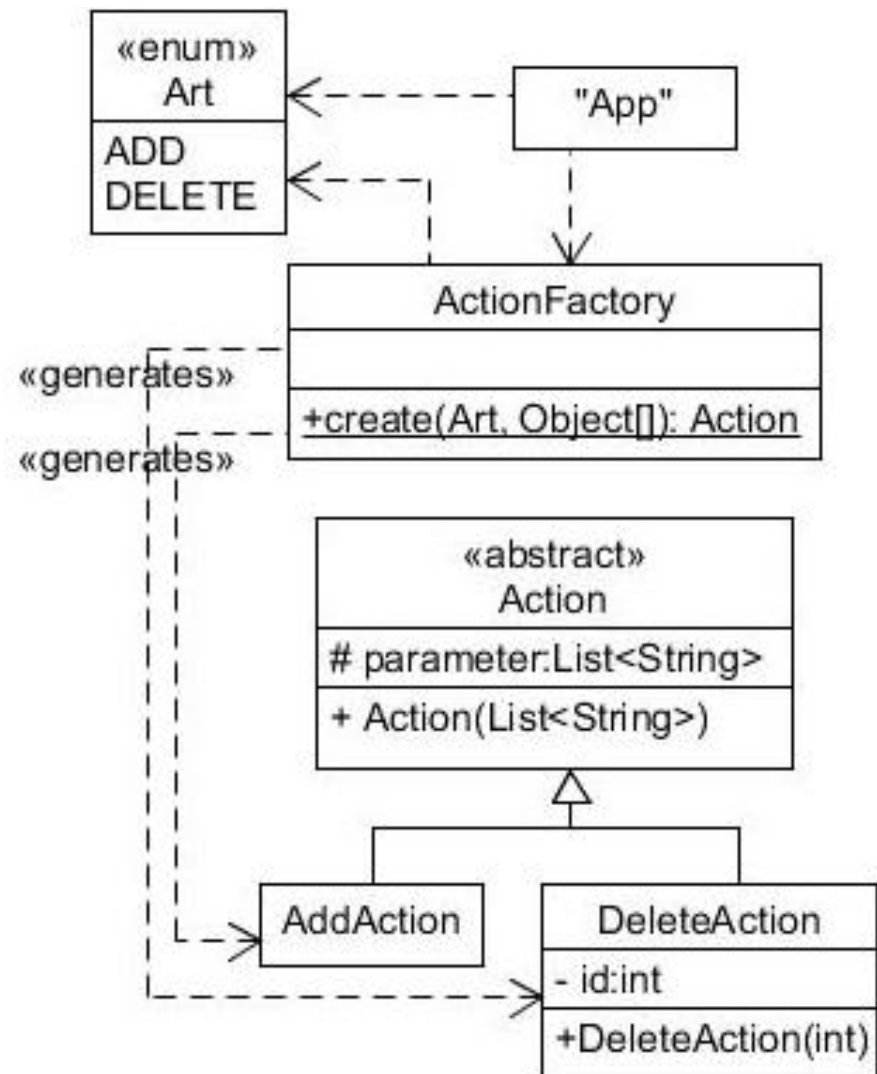 «enum»
Art
ADD
DELETE
"App"
ActionFactory
+create(Art, Object[]): Action
«generates»
«generates»
«abstract»
Action
# parameter:List<String>
+ Action(List<String>)
AddAction
DeleteAction
- id:int
+DeleteAction(int)